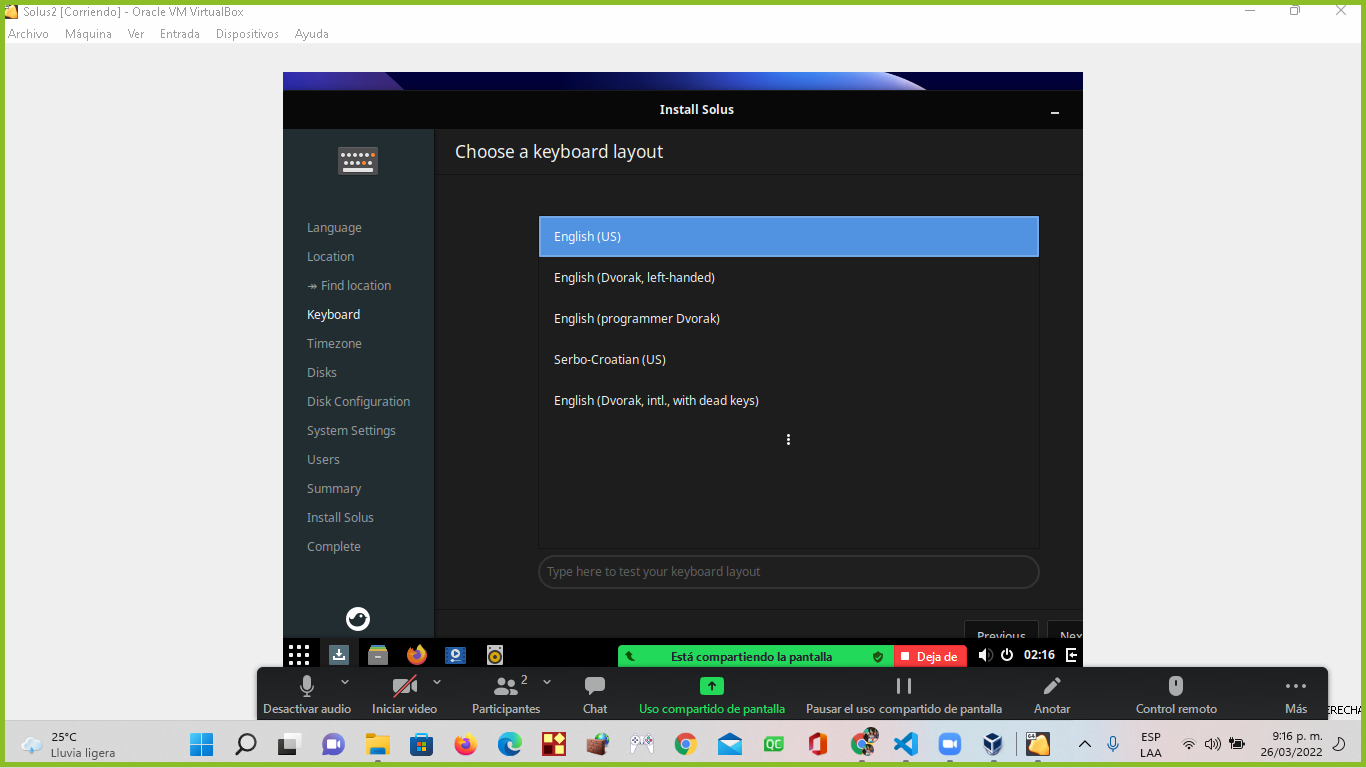 Solus2 [Corriendo] - Oracle VM VirtualBox
Archivo Máquina Ver Entrada Dispositivos Ayuda
Install Solus
Choose a keyboard layout
Language
Location
↠ Find location
Keyboard
Timezone
Disks
Disk Configuration
System Settings
Users
Summary
Install Solus
Complete
English (US)
English (Dvorak, left-handed)
English (programmer Dvorak)
Serbo-Croatian (US)
English (Dvorak, intl., with dead keys)
Type here to test your keyboard layout
Previous Nex
Está compartiendo la pantalla Deja de
02:16
2
Desactivar audio Iniciar video Participantes Chat Uso compartido de pantalla Pausar el uso compartido de pantalla Anotar Control remoto Más
ERECHA
25°C
Lluvia ligera
QC
64
ESP
LAA
9:16 p. m.
26/03/2022